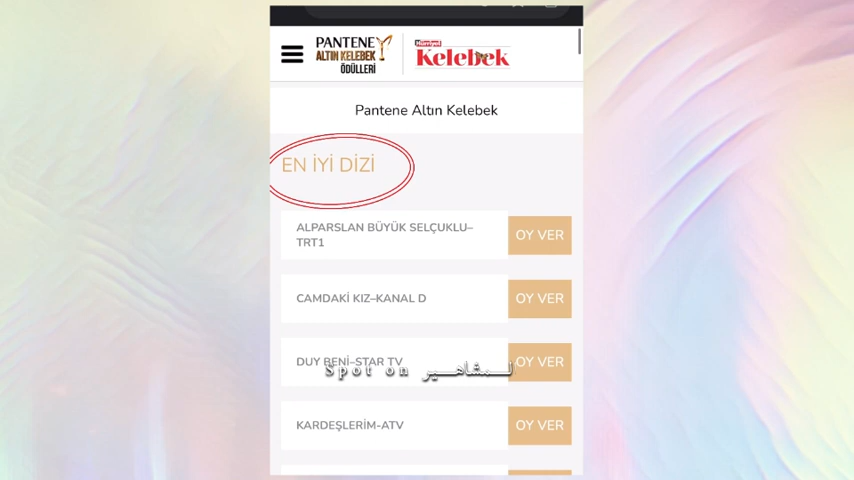 PANTENE
ALTIN KELEBEK
ÖDÜLLERİ
Hürriyet
Kelebek
Pantene Altın Kelebek
EN İYİ DİZİ
ALPARSLAN BÜYÜK SELÇUKLU–
TRT1
OY VER
CAMDAKİ KIZ–KANAL D
OY VER
DUY BENİ–STAR TV
OY VER
Spot on لـمشاهـير
KARDEŞLERİM-ATV
OY VER